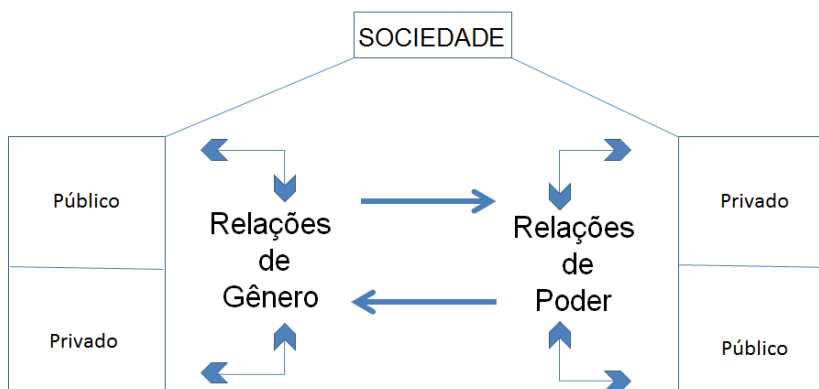 SOCIEDADE
Público
Privado
Relações
de
Gênero
Relações
de
Poder
Privado
Público